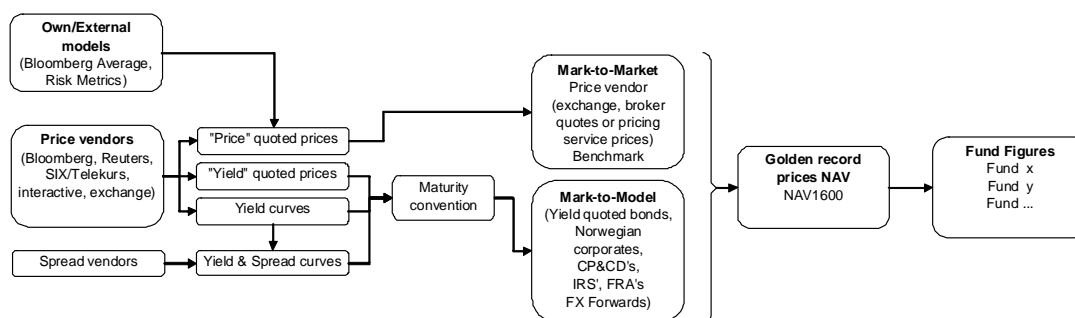 Own/External
models
(Bloomberg Average,
Risk Metrics)
Price vendors
(Bloomberg, Reuters,
SIX/Telekurs,
interactive, exchange)
Spread vendors
"Price" quoted prices
"Yield" quoted prices
Yield curves
Yield & Spread curves
Maturity
convention
Mark-to-Market
Price vendor
(exchange, broker
quotes or pricing
service prices)
Benchmark
Mark-to-Model
(Yield quoted bonds,
Norwegian
corporates,
CP&CD's,
IRS', FRA's
FX Forwards)
Golden record
prices NAV
NAV1600
Fund Figures
Fund x
Fund y
Fund ...